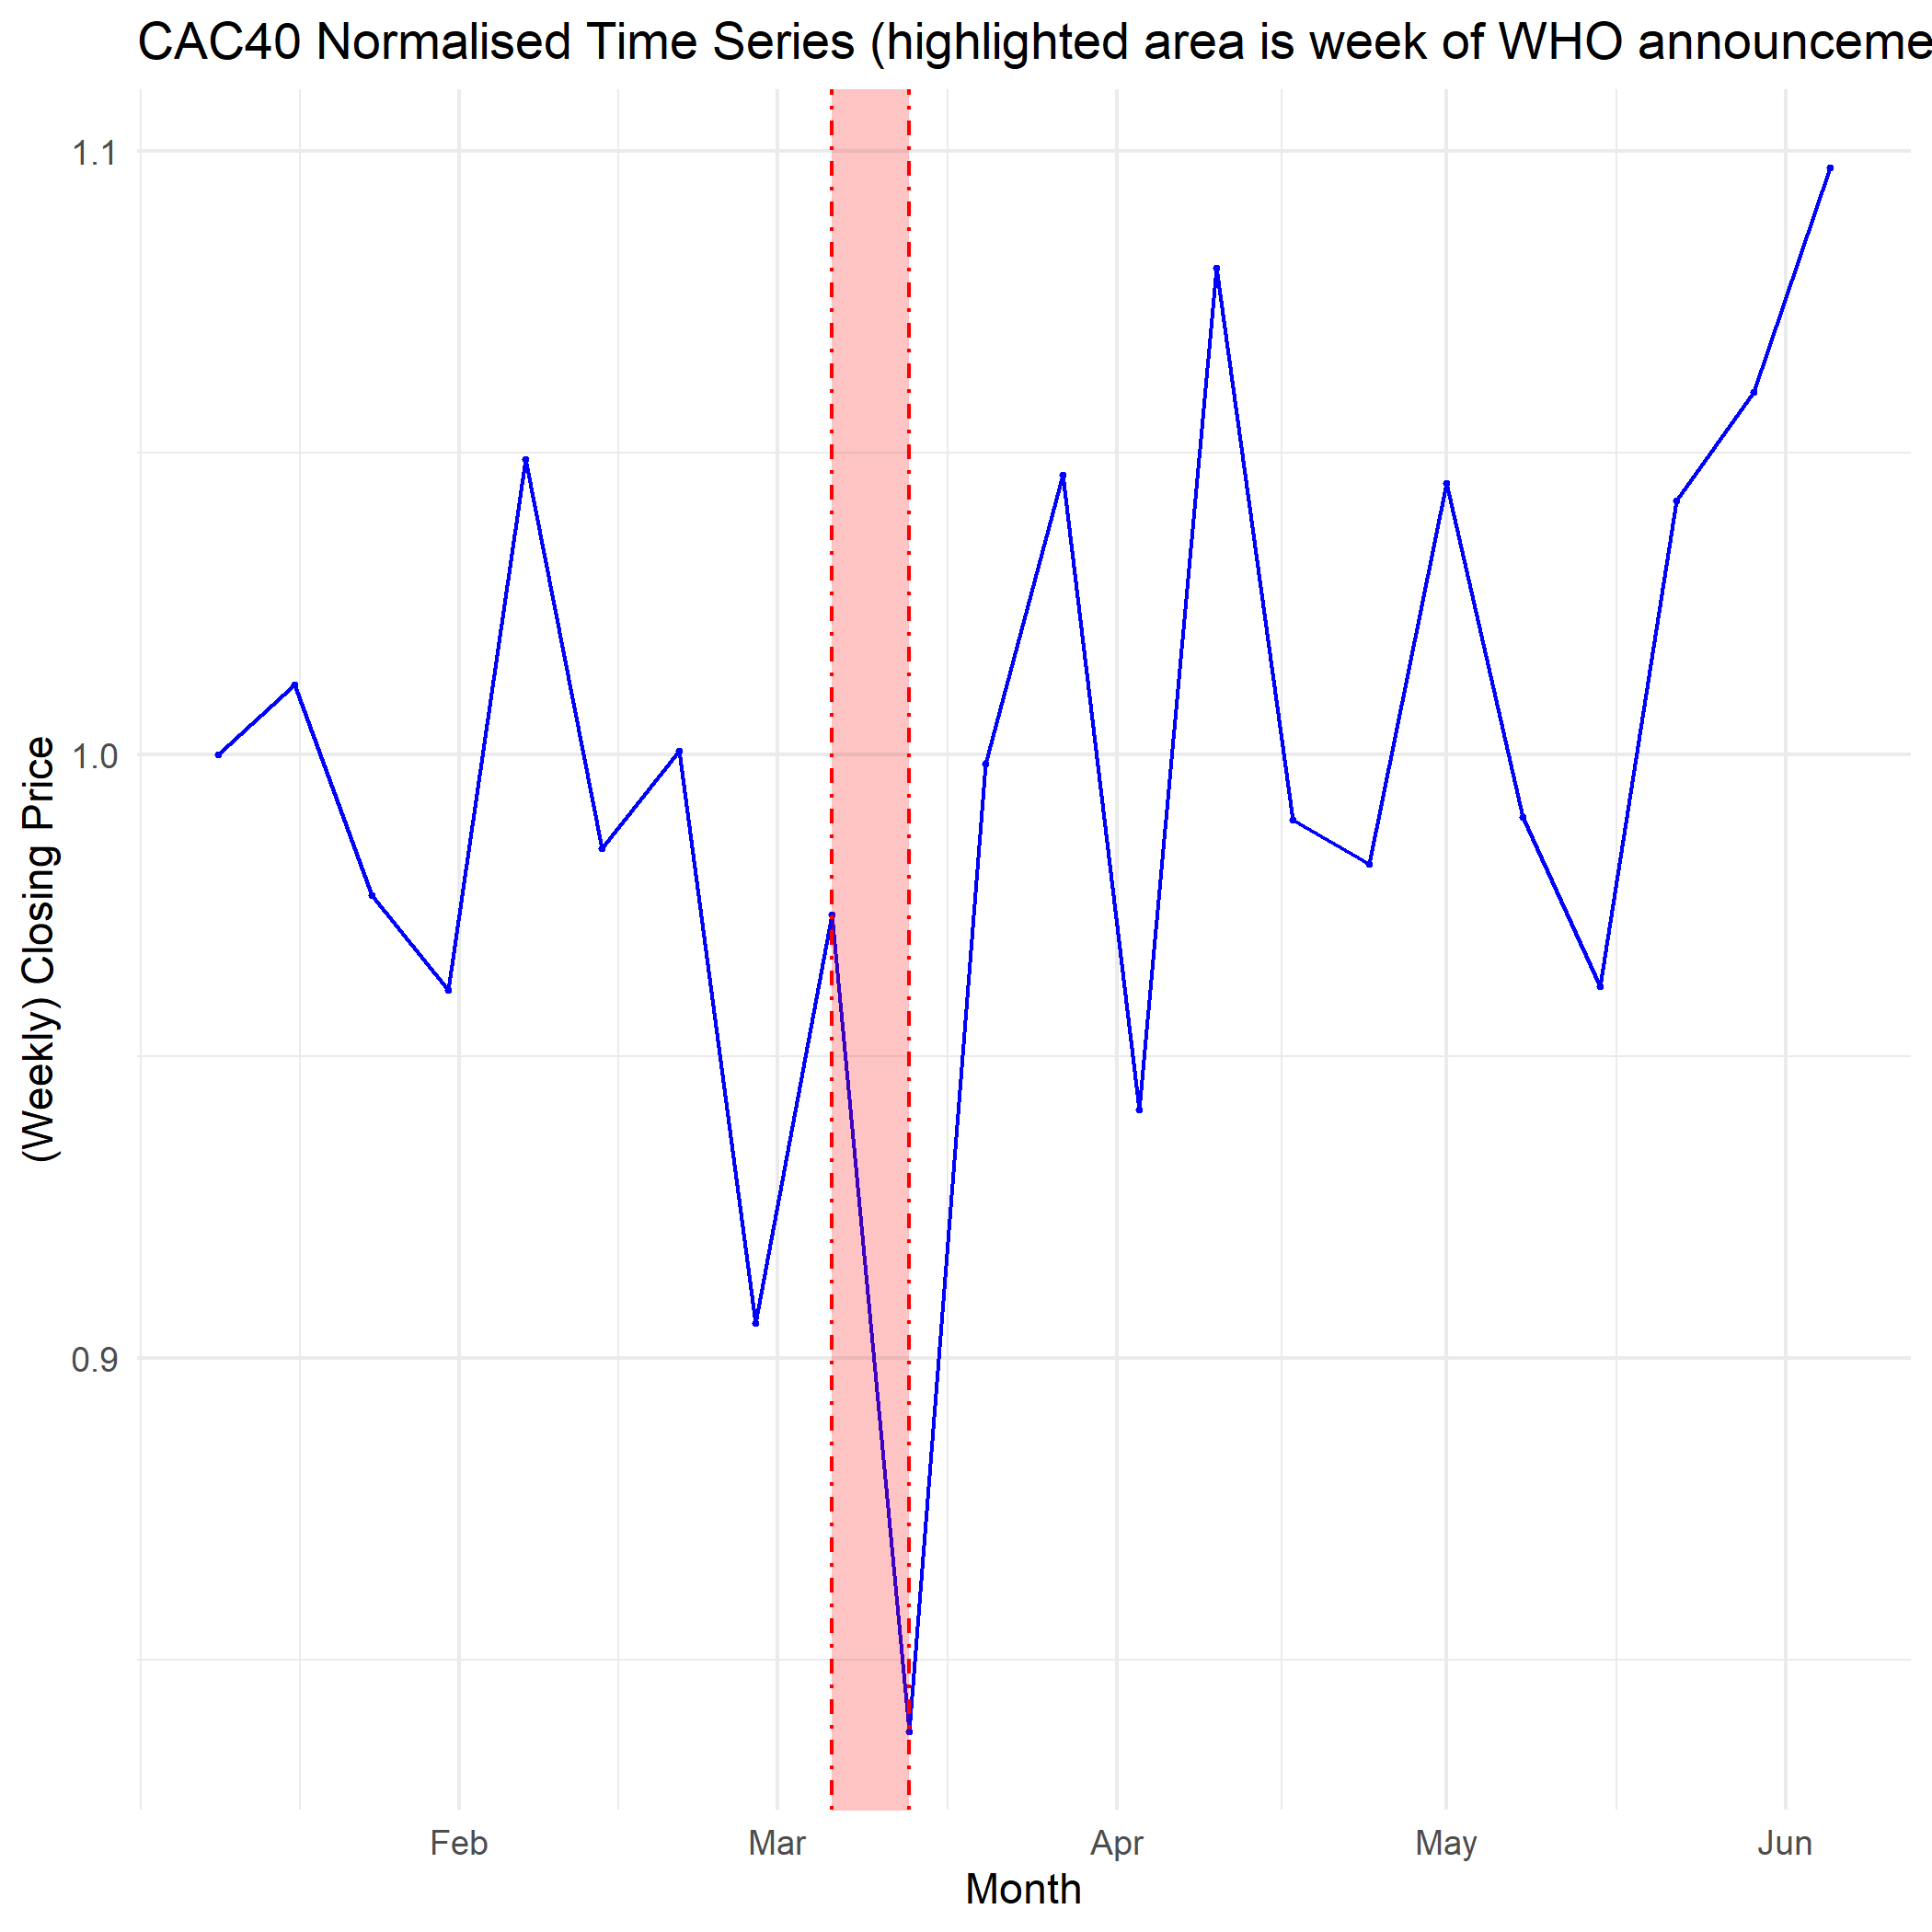 CAC40 Normalised Time Series (highlighted area is week of WHO announceme
1.1
1.0
0.9
(Weekly) Closing Price
Feb Mar Apr May Jun
Month